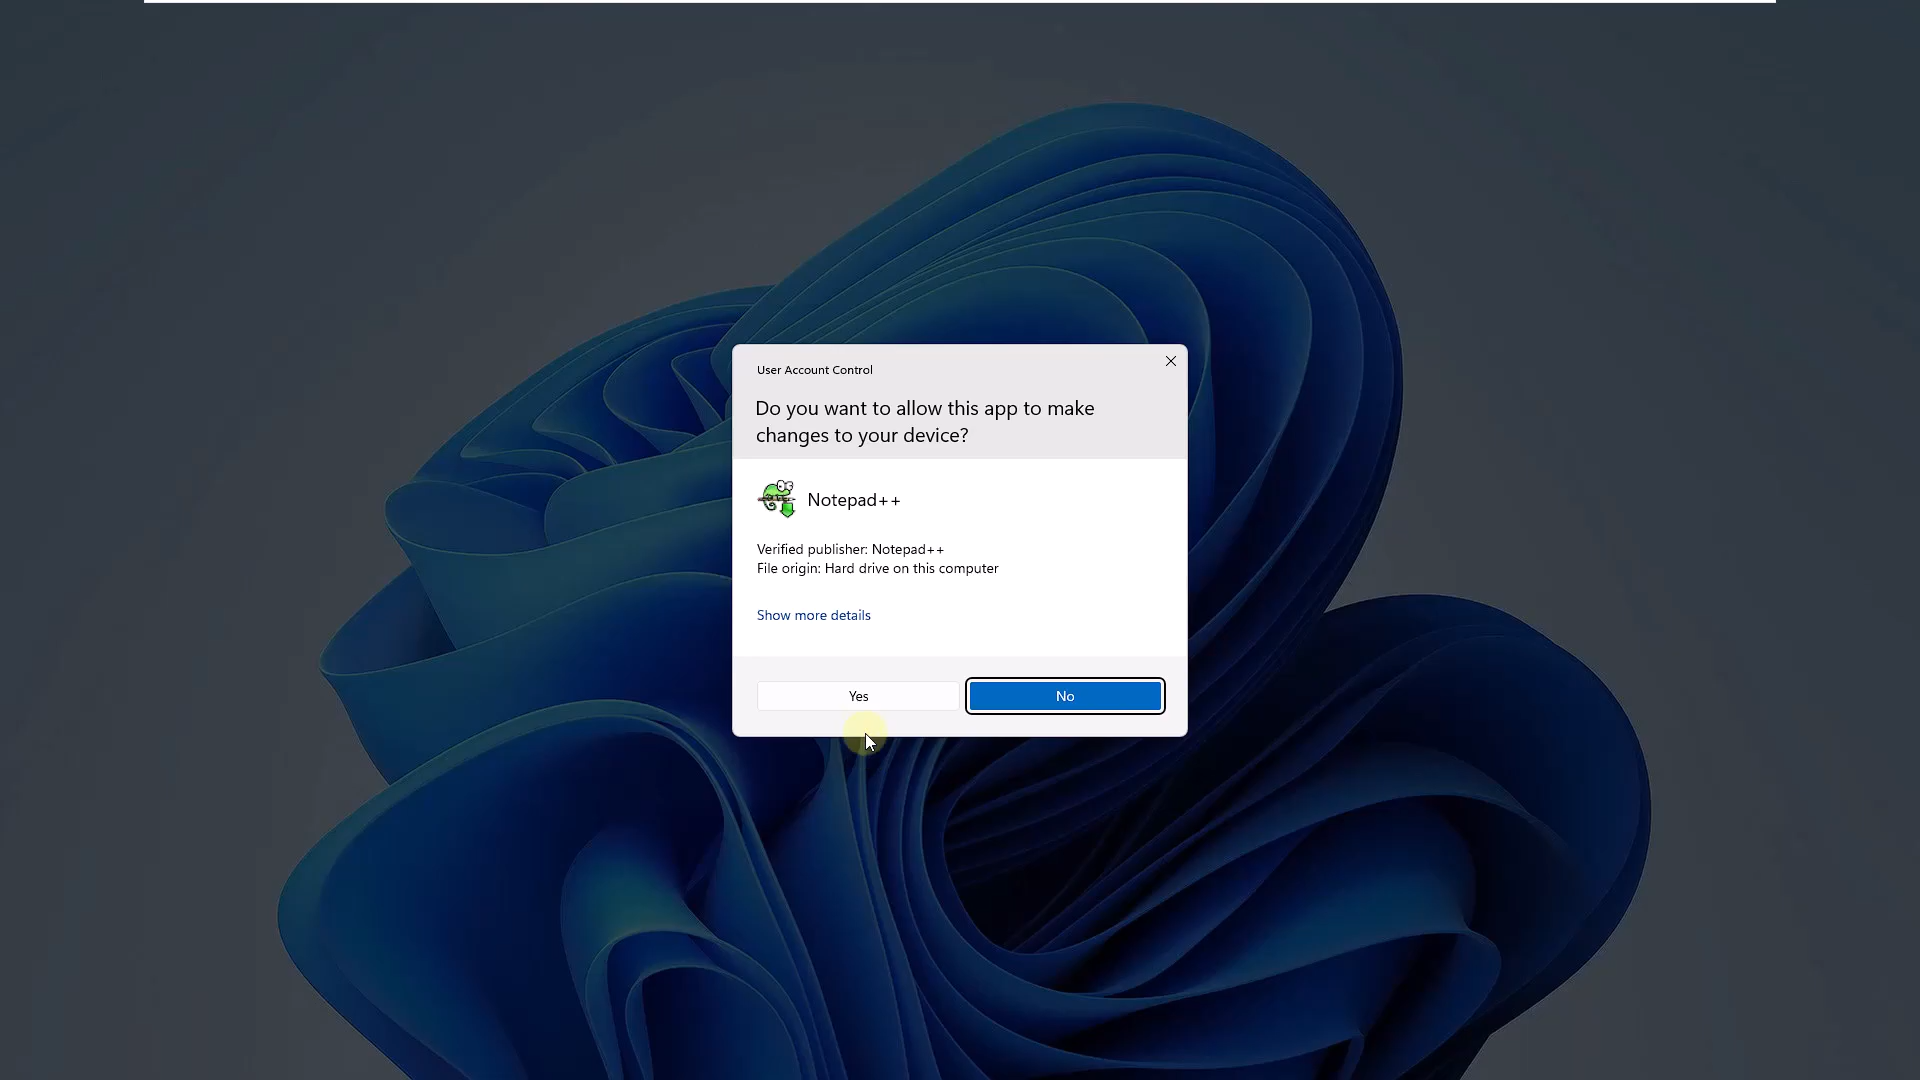 User Account Control
Do you want to allow this app to make
changes to your device?
Notepad++
Verified publisher: Notepad++
File origin: Hard drive on this computer
Show more details
Yes
No